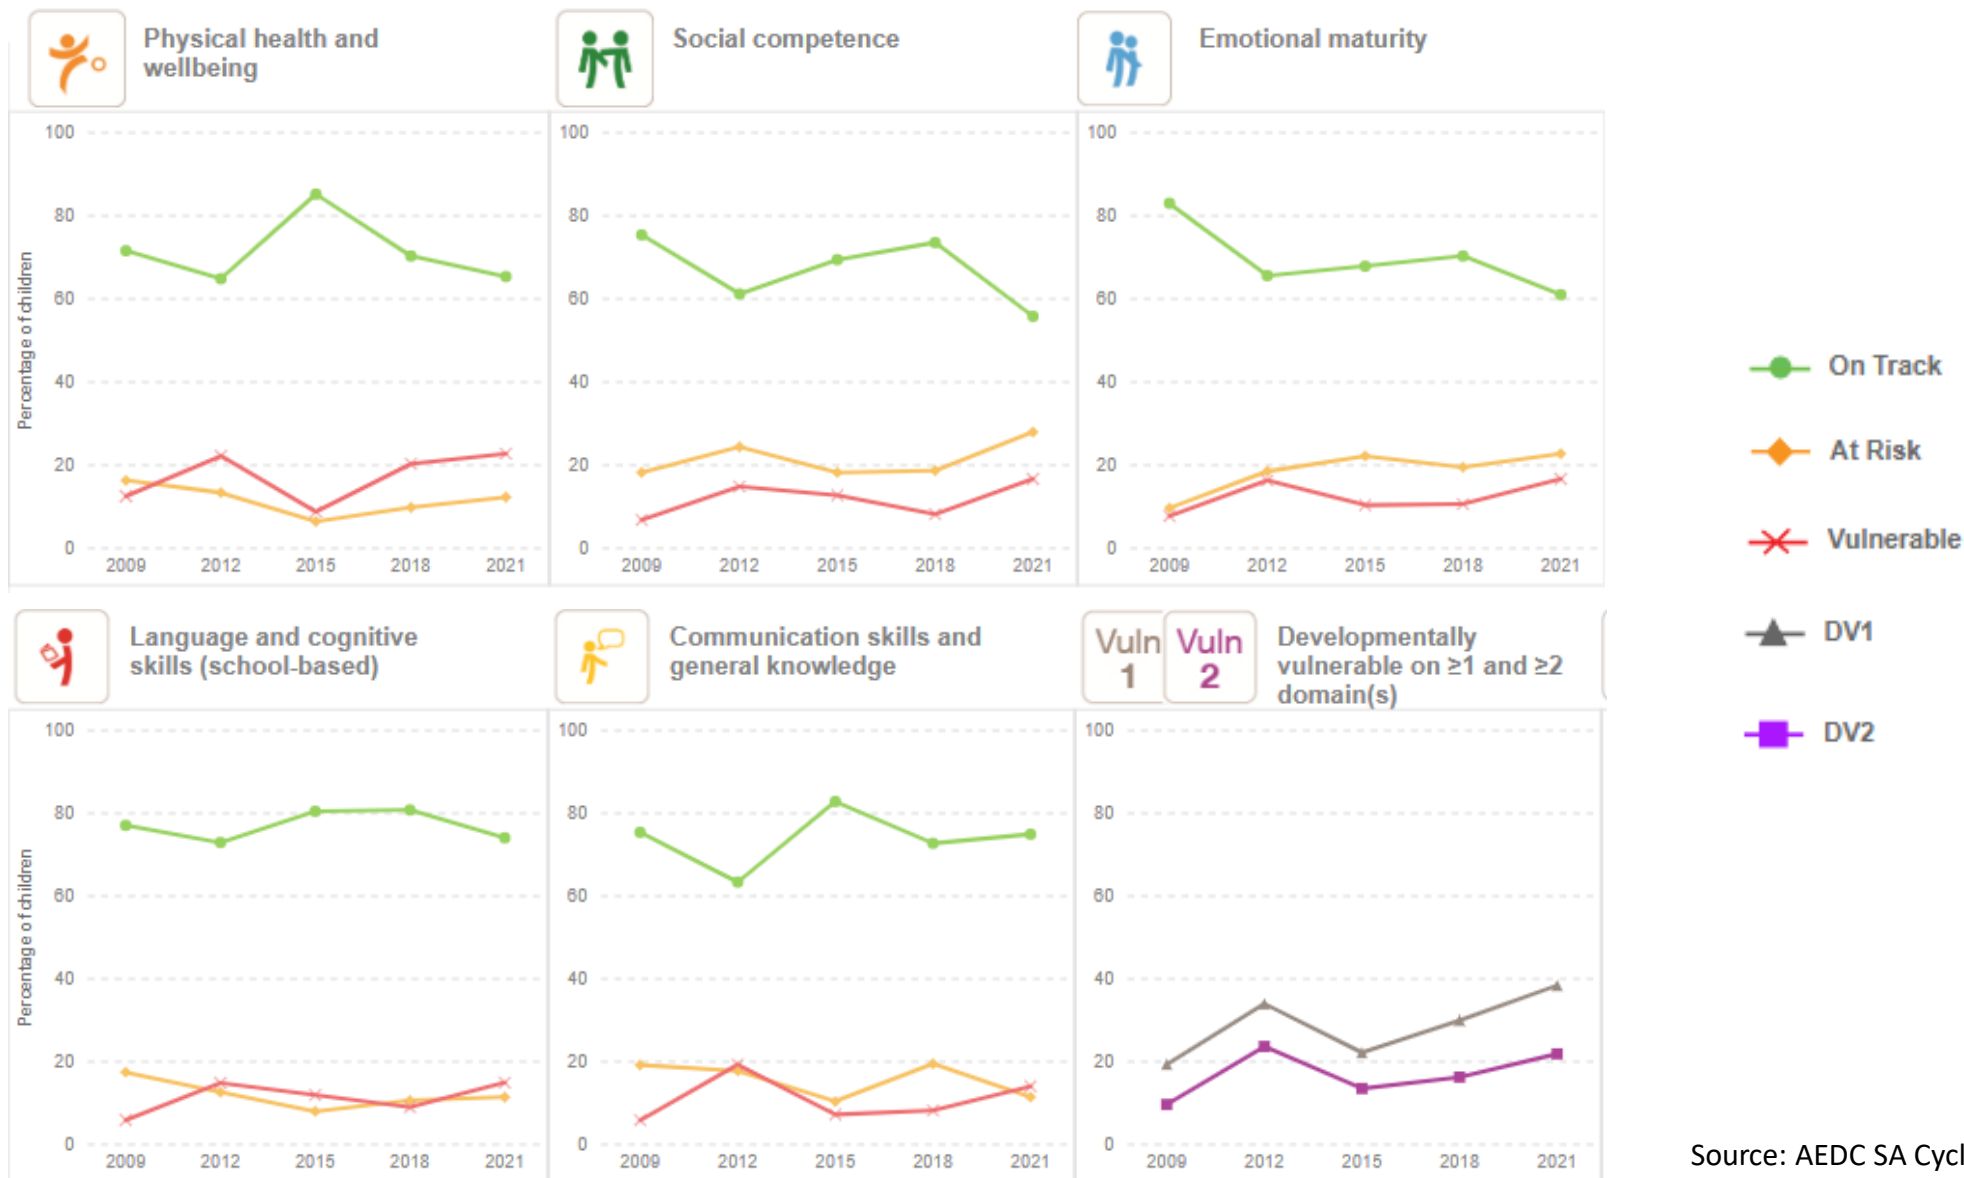 Physical health and
wellbeing
Social competence
Emotional maturity
Percentage of children
100
80
60
40
20
0
2009 2012 2015 2018 2021
100
80
60
40
20
0
2009 2012 2015 2018 2021
100
80
60
40
20
0
2009 2012 2015 2018 2021
Language and cognitive
skills (school-based)
Communication skills and
general knowledge
Vuln
1
Vuln
2
Developmentally
vulnerable on ≥1 and ≥2
domain(s)
Percentage of children
100
80
60
40
20
0
2009 2012 2015 2018 2021
100
80
60
40
20
0
2009 2012 2015 2018 2021
100
80
60
40
20
0
2009 2012 2015 2018 2021
On Track
At Risk
Vulnerable
DV1
DV2
Source: AEDC SA Cycl